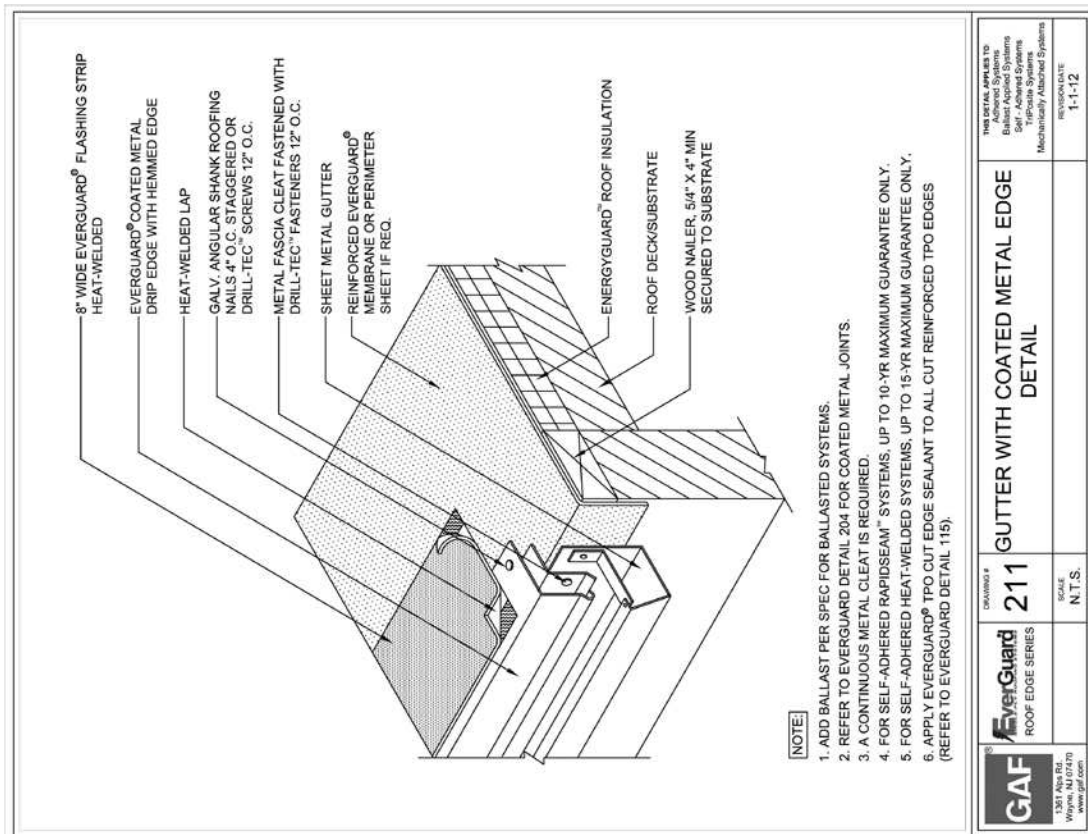 8" WIDE EVERGUARD® FLASHING STRIP
HEAT-WELDED
EVERGUARD® COATED METAL
DRIP EDGE WITH HEMMED EDGE
HEAT-WELDED LAP
GALV. ANGULAR SHANK ROOFING
NAILS 4" O.C. STAGGERED OR
DRILL-TEC™ SCREWS 12" O.C.
METAL FASCIA CLEAT FASTENED WITH
DRILL-TEC™ FASTENERS 12" O.C.
SHEET METAL GUTTER
REINFORCED EVERGUARD®
MEMBRANE OR PERIMETER
SHEET IF REQ.
ENERGYGUARD™ ROOF INSULATION
ROOF DECK/SUBSTRATE
WOOD NAILER, 5/4" X 4" MIN
SECURED TO SUBSTRATE
NOTE:
1. ADD BALLAST PER SPEC FOR BALLASTED SYSTEMS.
2. REFER TO EVERGUARD DETAIL 204 FOR COATED METAL JOINTS.
3. A CONTINUOUS METAL CLEAT IS REQUIRED.
4. FOR SELF-ADHERED RAPIDSEAM™ SYSTEMS, UP TO 10-YR MAXIMUM GUARANTEE ONLY.
5. FOR SELF-ADHERED HEAT-WELDED SYSTEMS, UP TO 15-YR MAXIMUM GUARANTEE ONLY.
6. APPLY EVERGUARD® TPO CUT EDGE SEALANT TO ALL CUT REINFORCED TPO EDGES
(REFER TO EVERGUARD DETAIL 115).
GAF®
1361 Alps Rd.
Wayne, NJ 07470
www.gaf.com
EverGuard
ROOF EDGE SERIES
DRAWING #
211
SCALE
N.T.S.
GUTTER WITH COATED METAL EDGE
DETAIL
THIS DETAIL APPLIES TO:
Adhered Systems
Ballast Applied Systems
Self - Adhered Systems
TriPosite Systems
Mechanically Attached Systems
REVISION DATE
1-1-12